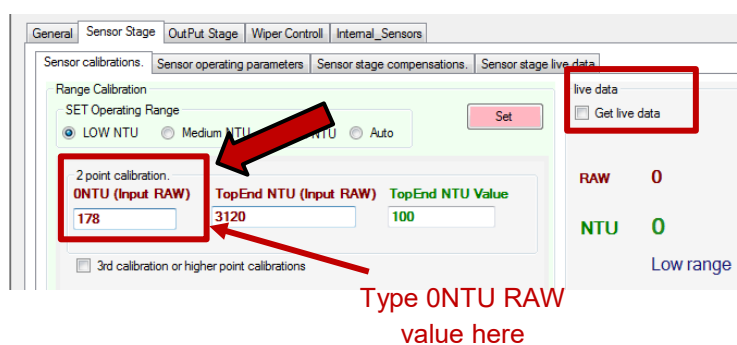 General Sensor Stage OutPut Stage Wiper Controll Internal_Sensors
Sensor calibrations. Sensor operating parameters Sensor stage compensations. Sensor stage live data
Range Calibration
SET Operating Range
LOW NTU Medium NTU NTU Auto
Set
2 point calibration.
0NTU (Input RAW) TopEnd NTU (Input RAW) TopEnd NTU Value
178 3120 100
3rd calibration or higher point calibrations
live data
Get live data
RAW 0
NTU 0
Low range
Type 0NTU RAW
value here